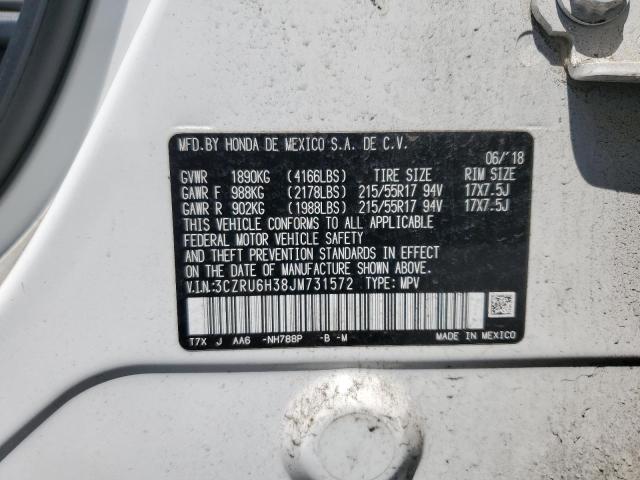 MFD.BY HONDA DE MEXICO S.A. DE C.V.
06/'18
GVWR 1890KG (4166LBS) TIRE SIZE RIM SIZE
GAWR F 988KG (2178LBS) 215/55R17 94V 17X7.5J
GAWR R 902KG (1988LBS) 215/55R17 94V 17X7.5J
THIS VEHICLE CONFORMS TO ALL APPLICABLE
FEDERAL MOTOR VEHICLE SAFETY
AND THEFT PREVENTION STANDARDS IN EFFECT
ON THE DATE OF MANUFACTURE SHOWN ABOVE.
V.I.N:3CZRU6H38JM731572 TYPE: MPV
T7X J AA6 -NH788P -B -M MADE IN MEXICO